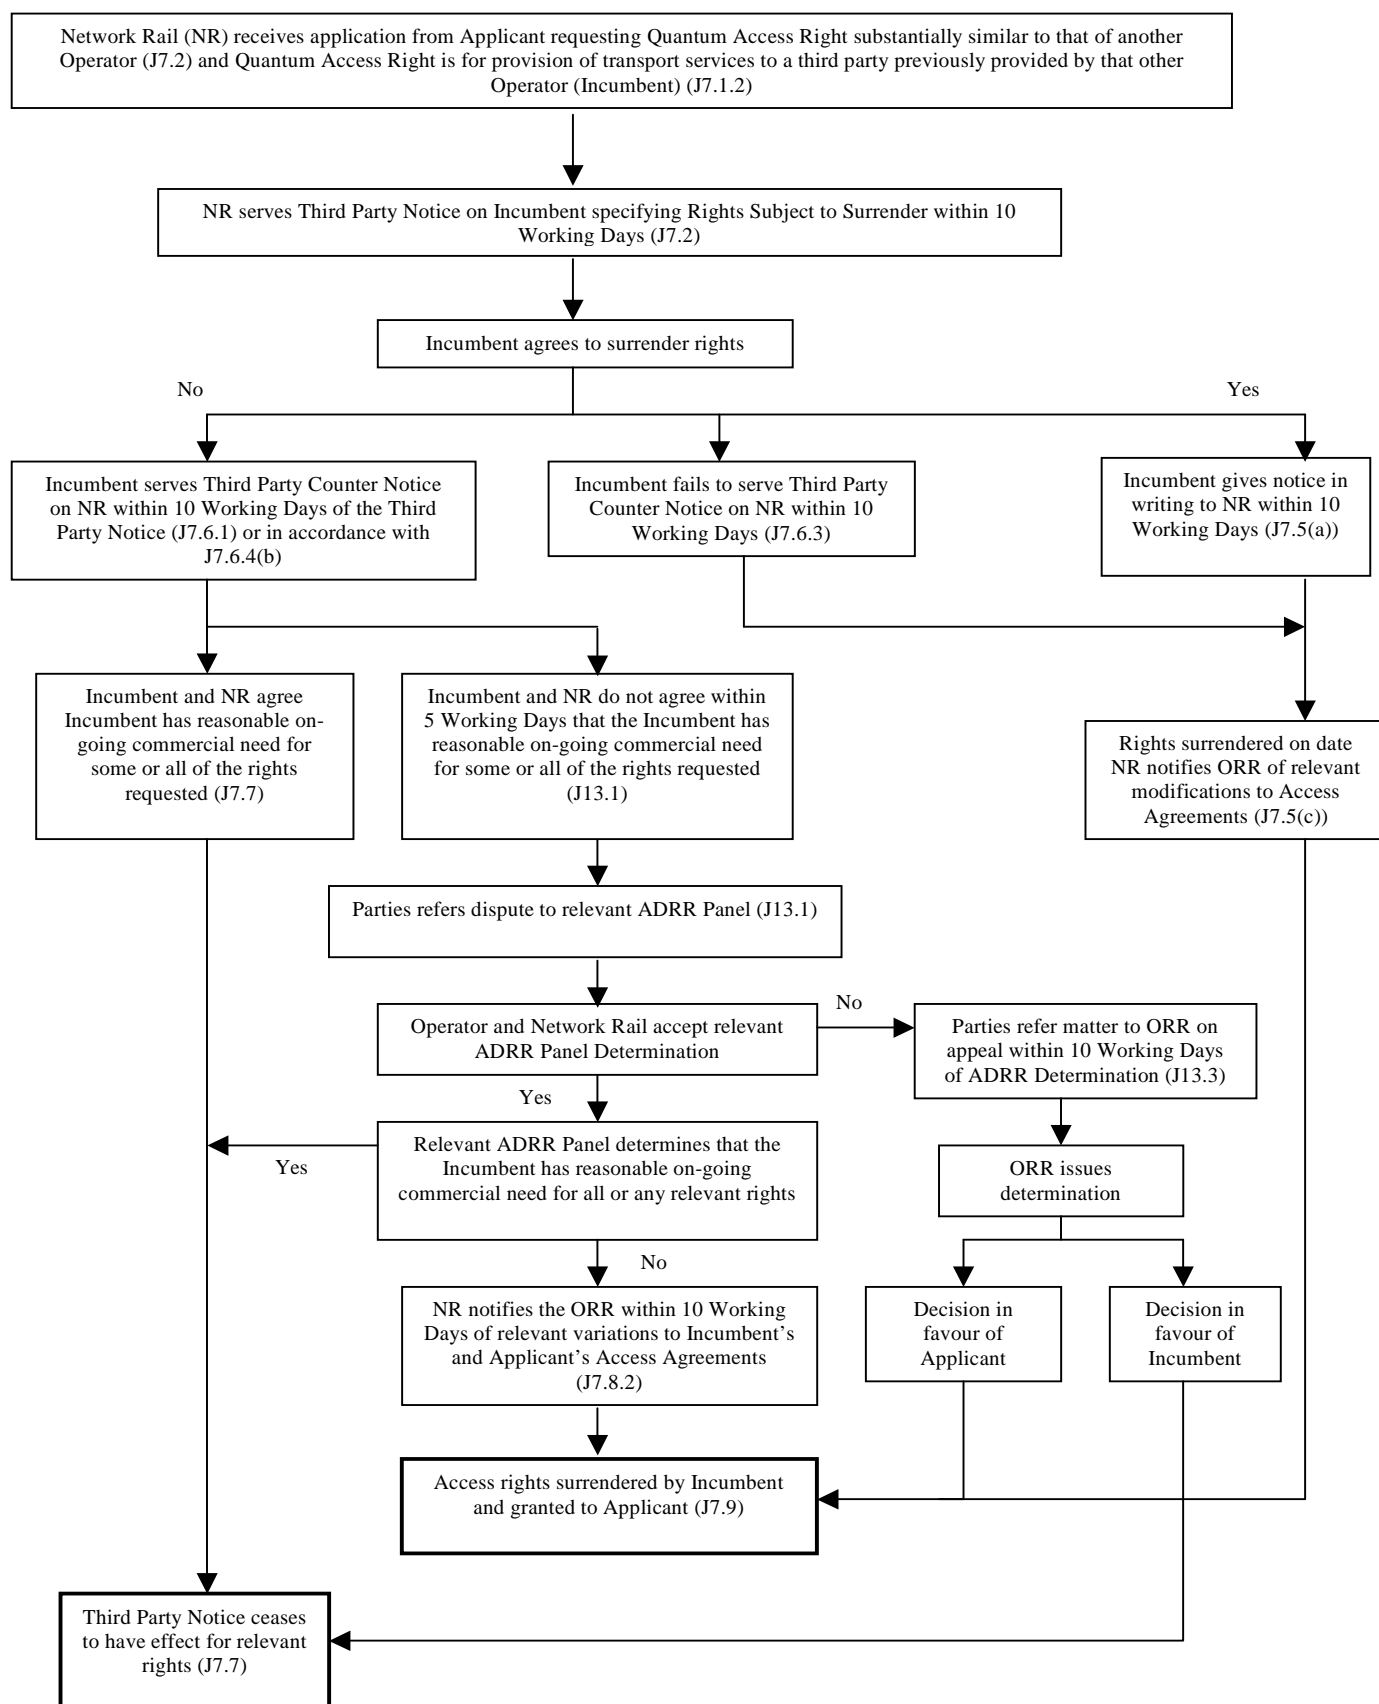 Network Rail (NR) receives application from Applicant requesting Quantum Access Right substantially similar to that of another
Operator (J7.2) and Quantum Access Right is for provision of transport services to a third party previously provided by that other
Operator (Incumbent) (J7.1.2)
NR serves Third Party Notice on Incumbent specifying Rights Subject to Surrender within 10
Working Days (J7.2)
Incumbent agrees to surrender rights
No
Yes
Incumbent serves Third Party Counter Notice
on NR within 10 Working Days of the Third
Party Notice (J7.6.1) or in accordance with
J7.6.4(b)
Incumbent fails to serve Third Party
Counter Notice on NR within 10
Working Days (J7.6.3)
Incumbent gives notice in
writing to NR within 10
Working Days (J7.5(a))
Incumbent and NR agree
Incumbent has reasonable on-
going commercial need for
some or all of the rights
requested (J7.7)
Incumbent and NR do not agree within
5 Working Days that the Incumbent has
reasonable on-going commercial need
for some or all of the rights requested
(J13.1)
Rights surrendered on date
NR notifies ORR of relevant
modifications to Access
Agreements (J7.5(c))
Parties refers dispute to relevant ADRR Panel (J13.1)
Operator and Network Rail accept relevant
ADRR Panel Determination
No
Parties refer matter to ORR on
appeal within 10 Working Days
of ADRR Determination (J13.3)
Yes
Relevant ADRR Panel determines that the
Incumbent has reasonable on-going
commercial need for all or any relevant rights
Yes
ORR issues
determination
No
NR notifies the ORR within 10 Working
Days of relevant variations to Incumbent’s
and Applicant’s Access Agreements
(J7.8.2)
Decision in
favour of
Applicant
Decision in
favour of
Incumbent
Access rights surrendered by Incumbent
and granted to Applicant (J7.9)
Third Party Notice ceases
to have effect for relevant
rights (J7.7)